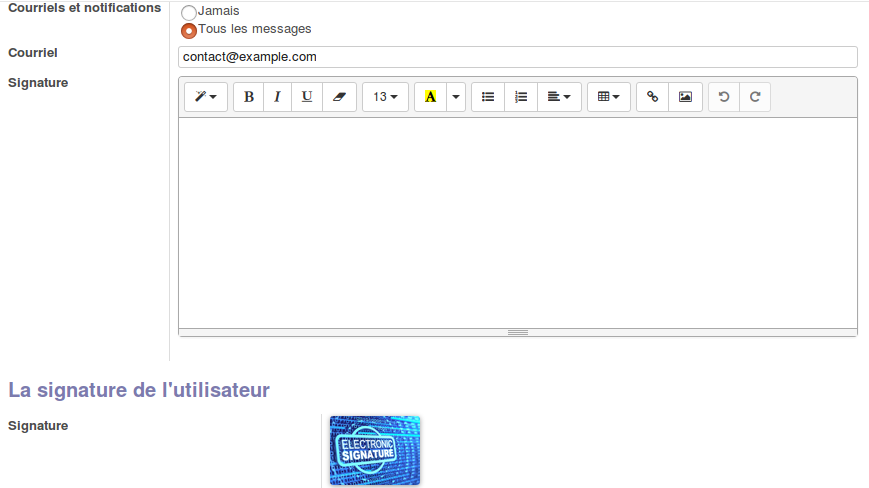 Courriels et notifications
Jamais
Tous les messages
Courriel
contact@example.com
Signature
B I U 13 A
La signature de l'utilisateur
Signature
ELECTRONIC
SIGNATURE